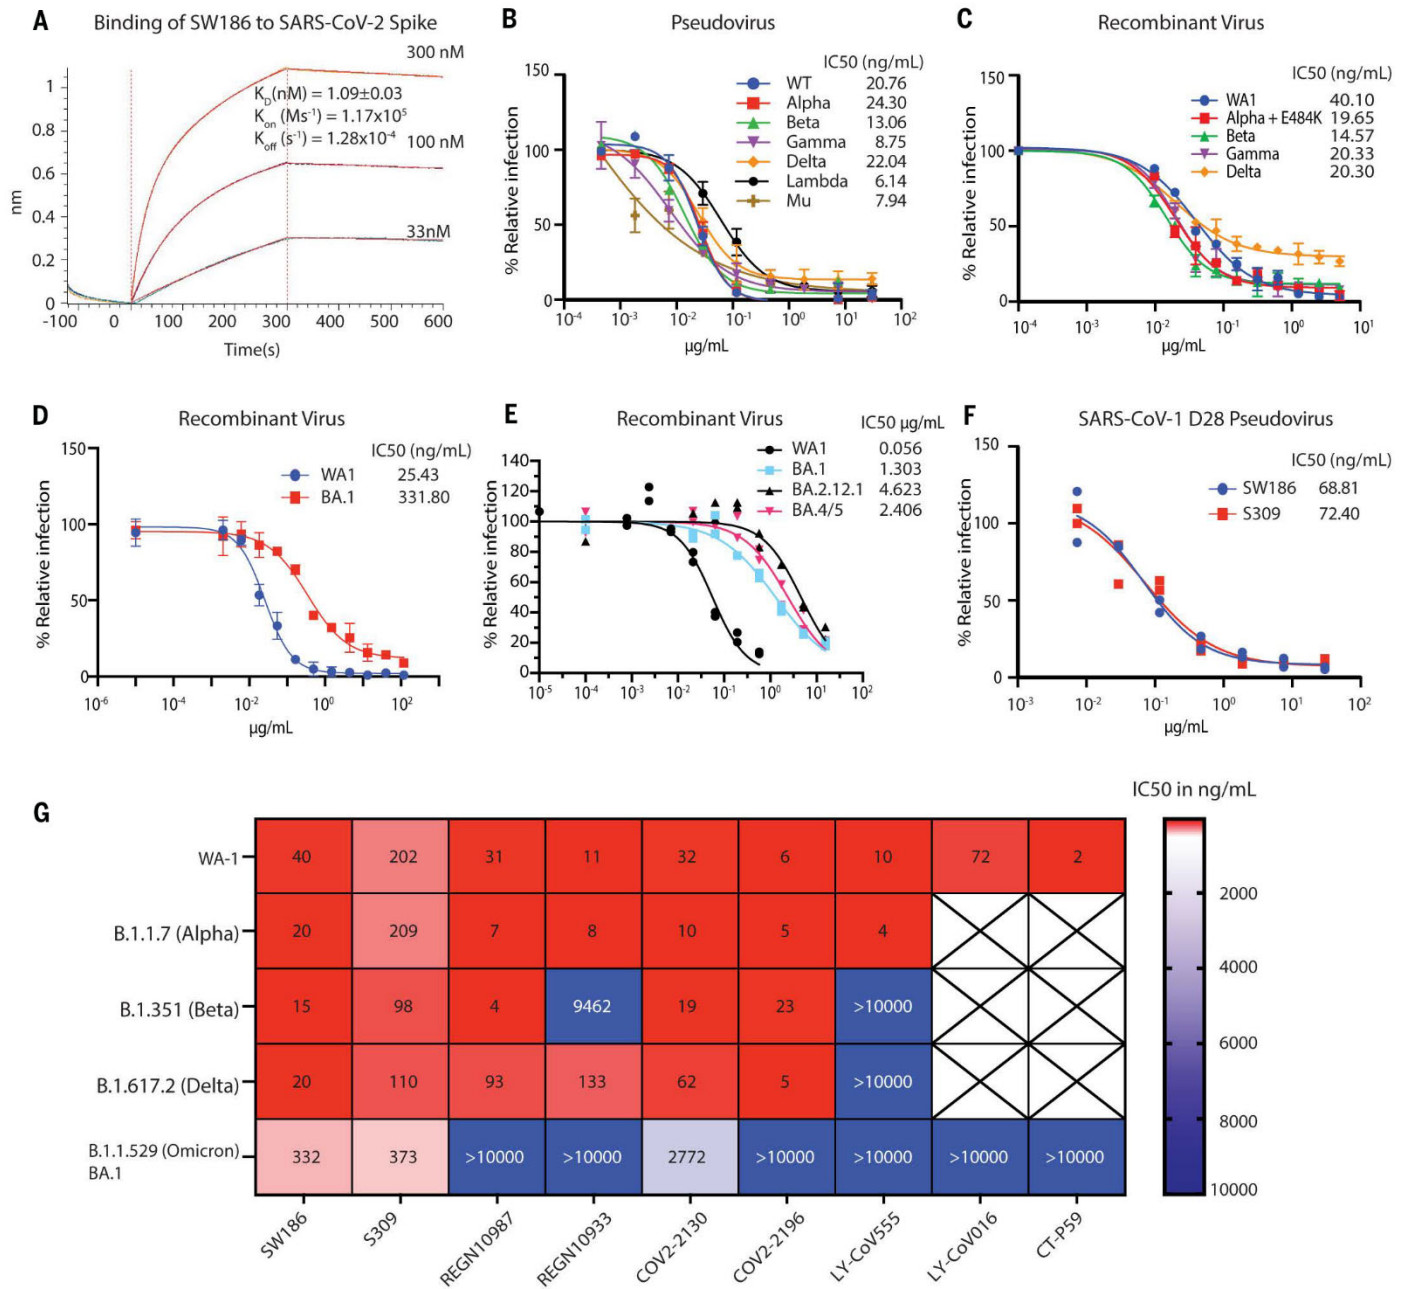 A Binding of SW186 to SARS-CoV-2 Spike
300 nM
K_D(nM) = 1.09±0.03
K_on (Ms⁻¹) = 1.17x10⁵
K_off (s⁻¹) = 1.28x10⁻⁴
100 nM
33nM
nm
1
0.8
0.6
0.4
0.2
0
-100 0 100 200 300 400 500 600
Time(s)
B Pseudovirus
IC50 (ng/mL)
WT 20.76
Alpha 24.30
Beta 13.06
Gamma 8.75
Delta 22.04
Lambda 6.14
Mu 7.94
% Relative infection
150
100
50
0
10⁻⁴ 10⁻³ 10⁻² 10⁻¹ 10⁰ 10¹ 10²
µg/mL
C Recombinant Virus
IC50 (ng/mL)
WA1 40.10
Alpha + E484K 19.65
Beta 14.57
Gamma 20.33
Delta 20.30
% Relative infection
150
100
50
0
10⁻⁴ 10⁻³ 10⁻² 10⁻¹ 10⁰ 10¹
µg/mL
D Recombinant Virus
IC50 (ng/mL)
WA1 25.43
BA.1 331.80
% Relative infection
150
100
50
0
10⁻⁶ 10⁻⁴ 10⁻² 10⁰ 10²
µg/mL
E Recombinant Virus
IC50 µg/mL
WA1 0.056
BA.1 1.303
BA.2.12.1 4.623
BA.4/5 2.406
% Relative infection
140
120
100
80
60
40
20
0
10⁻⁵ 10⁻⁴ 10⁻³ 10⁻² 10⁻¹ 10⁰ 10¹ 10²
µg/mL
F SARS-CoV-1 D28 Pseudovirus
IC50 (ng/mL)
SW186 68.81
S309 72.40
% Relative infection
150
100
50
0
10⁻³ 10⁻² 10⁻¹ 10⁰ 10¹ 10²
µg/mL
G
IC50 in ng/mL
WA-1 40 202 31 11 32 6 10 72 2
B.1.1.7 (Alpha) 20 209 7 8 10 5 4
B.1.351 (Beta) 15 98 4 9462 19 23 >10000
B.1.617.2 (Delta) 20 110 93 133 62 5 >10000
B.1.1.529 (Omicron)
BA.1 332 373 >10000 >10000 2772 >10000 >10000 >10000 >10000
SW186 S309 REGN10987 REGN10933 COV2-2130 COV2-2196 LY-CoV555 LY-CoV016 CT-P59
2000
4000
6000
8000
10000